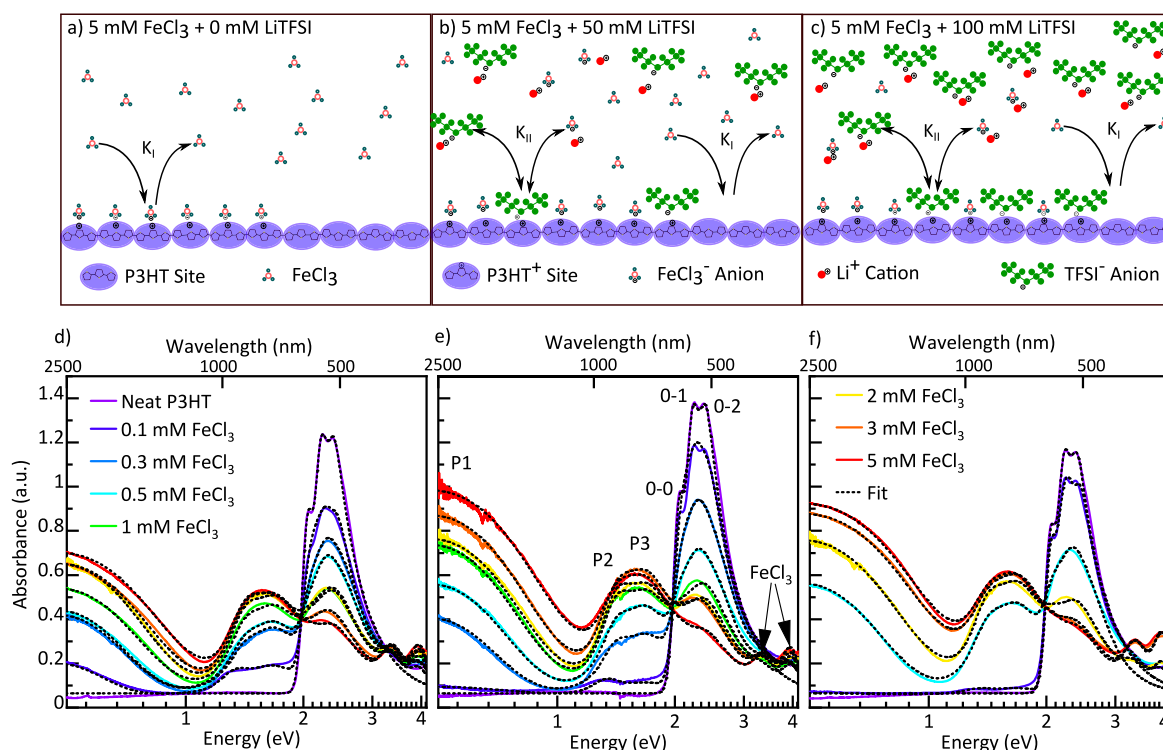 a) 5 mM FeCl3 + 0 mM LiTFSI
b) 5 mM FeCl3 + 50 mM LiTFSI
c) 5 mM FeCl3 + 100 mM LiTFSI
KI
KII
KI
KII
KI
P3HT Site
FeCl3
P3HT+ Site
FeCl3- Anion
Li+ Cation
TFSI- Anion
d)
Wavelength (nm)
2500
1000
500
Absorbance (a.u.)
1.4
1.2
1
0.8
0.6
0.4
0.2
0
Neat P3HT
0.1 mM FeCl3
0.3 mM FeCl3
0.5 mM FeCl3
1 mM FeCl3
1
2
3
4
Energy (eV)
e)
Wavelength (nm)
2500
1000
500
0-1
0-2
0-0
P1
P2
P3
FeCl3
1
2
3
4
Energy (eV)
f)
Wavelength (nm)
2500
1000
500
2 mM FeCl3
3 mM FeCl3
5 mM FeCl3
Fit
1
2
3
4
Energy (eV)